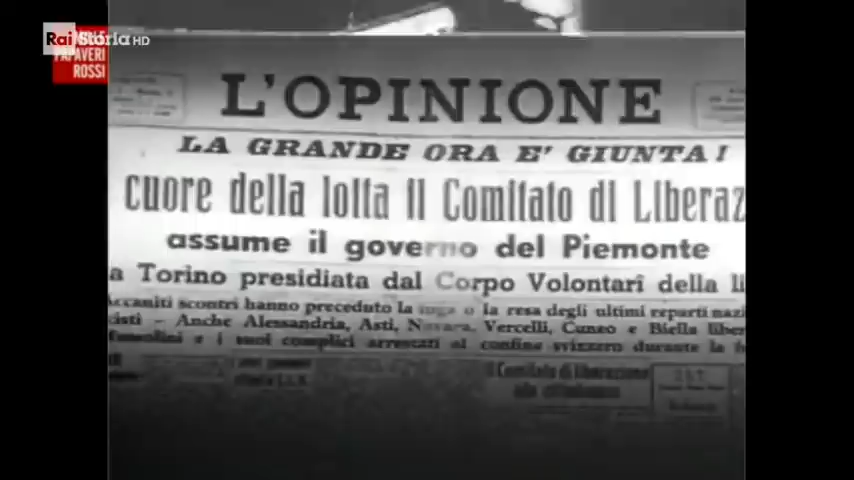 Rai Storia HD
MILLE
PAPAVERI
ROSSI
L'OPINIONE
LA GRANDE ORA E' GIUNTA!
cuore della lotta il Comitato di Liberaz
assume il governo del Piemonte
a Torino presidiata dal Corpo Volontari della li
Accaniti scontri hanno preceduto la fuga o la resa degli ultimi reparti nazi
cisti - Anche Alessandria, Asti, Novara, Vercelli, Cuneo e Biella liber
Mussolini e i suoi complici arrestati al confine svizzero durante la
Il Comitato di liberazione
alla cittadinanza